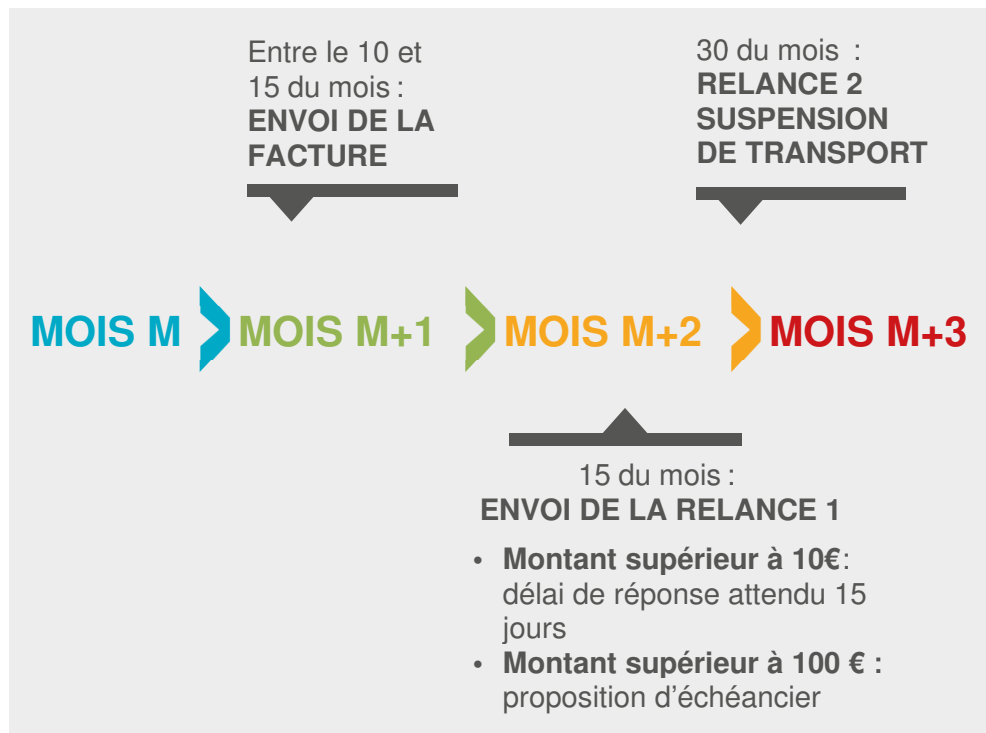 Entre le 10 et
15 du mois :
ENVOI DE LA
FACTURE
30 du mois :
RELANCE 2
SUSPENSION
DE TRANSPORT
MOIS M
MOIS M+1
MOIS M+2
MOIS M+3
15 du mois :
ENVOI DE LA RELANCE 1
• Montant supérieur à 10€:
délai de réponse attendu 15
jours
• Montant supérieur à 100 € :
proposition d'échéancier